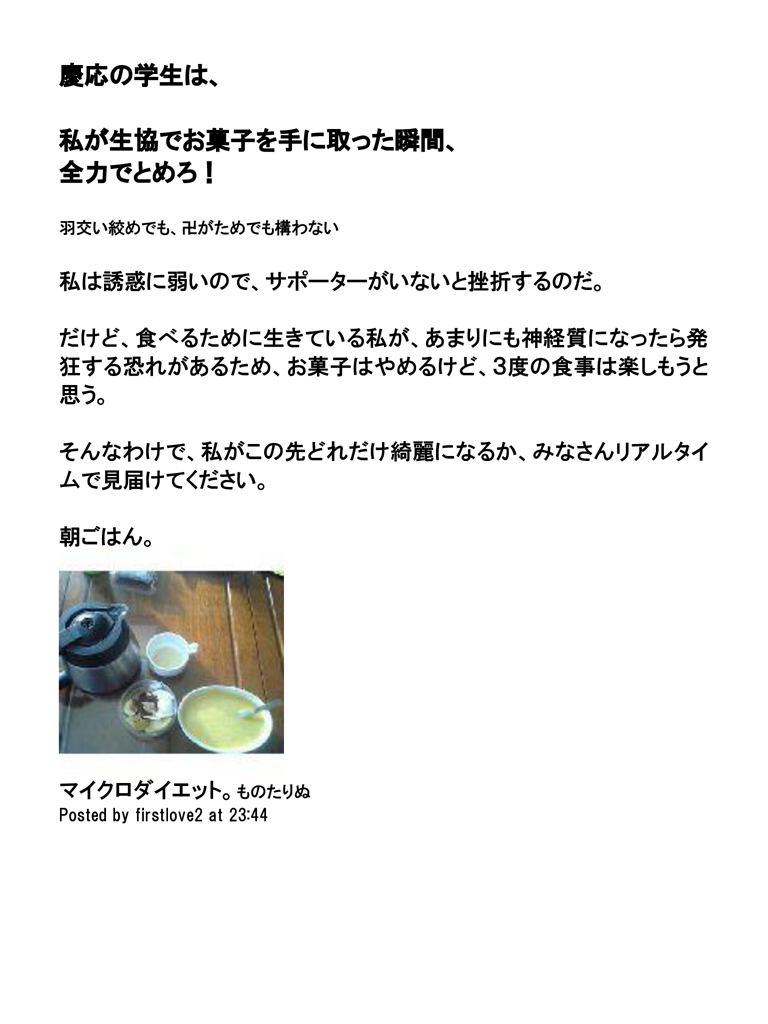 慶応の学生は、
私が生協でお菓子を手に取った瞬間、
全力でとめろ！
羽交い絞めでも、卍がためでも構わない
私は誘惑に弱いので、サポーターがいないと挫折するのだ。
だけど、食べるために生きている私が、あまりにも神経質になったら発
狂する恐れがあるため、お菓子はやめるけど、３度の食事は楽しもうと
思う。
そんなわけで、私がこの先どれだけ綺麗になるか、みなさんリアルタイ
ムで見届けてください。
朝ごはん。
マイクロダイエット。ものたりぬ
Posted by firstlove2 at 23:44